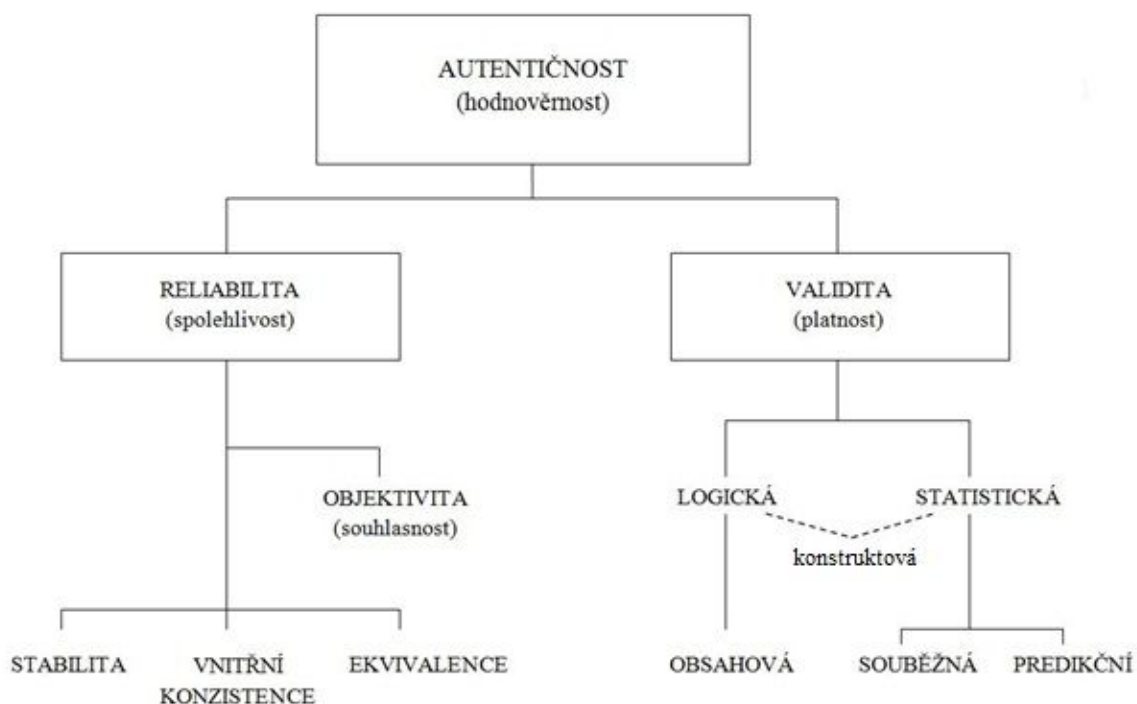 AUTENTIČNOST
(hodnověrnost)
RELIABILITA
(spolehlivost)
VALIDITA
(platnost)
OBJEKTIVITA
(souhlasnost)
LOGICKÁ
STATISTICKÁ
konstruktová
STABILITA
VNITŘNÍ
KONZISTENCE
EKVIVALENCE
OBSAHOVÁ
SOUBĚŽNÁ
PREDIKČNÍ